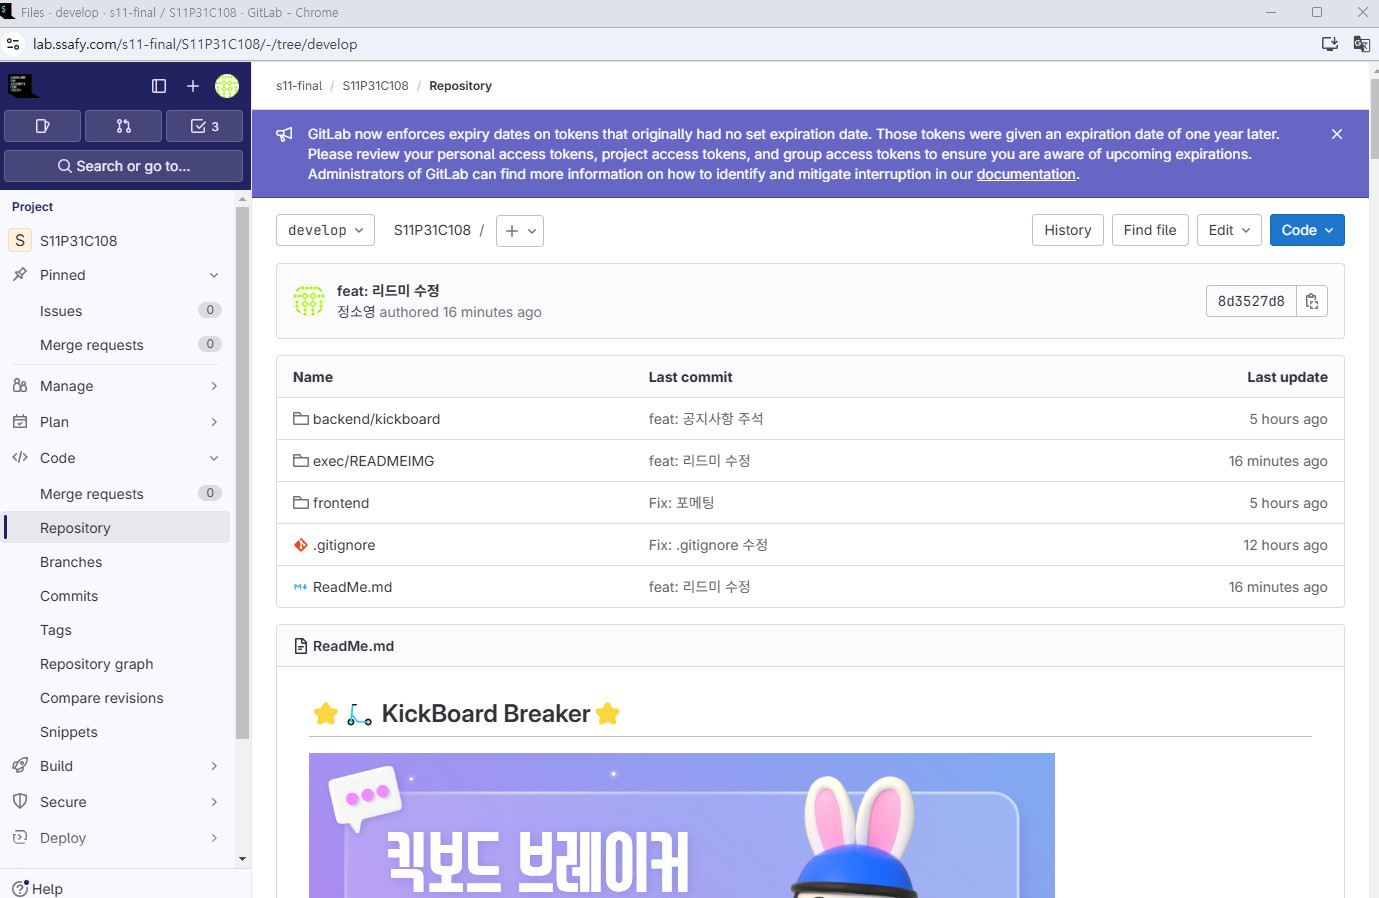 Files · develop · s11-final / S11P31C108 · GitLab - Chrome
lab.ssafy.com/s11-final/S11P31C108/-/tree/develop
3
Search or go to...
Project
S S11P31C108
Pinned
Issues 0
Merge requests 0
Manage
Plan
Code
Merge requests 0
Repository
Branches
Commits
Tags
Repository graph
Compare revisions
Snippets
Build
Secure
Deploy
Help
s11-final / S11P31C108 / Repository
GitLab now enforces expiry dates on tokens that originally had no set expiration date. Those tokens were given an expiration date of one year later.
Please review your personal access tokens, project access tokens, and group access tokens to ensure you are aware of upcoming expirations.
Administrators of GitLab can find more information on how to identify and mitigate interruption in our documentation.
develop S11P31C108 / + History Find file Edit Code
feat: 리드미 수정
정소영 authored 16 minutes ago
8d3527d8
Name Last commit Last update
backend/kickboard feat: 공지사항 주석 5 hours ago
exec/READMEIMG feat: 리드미 수정 16 minutes ago
frontend Fix: 포메팅 5 hours ago
.gitignore Fix: .gitignore 수정 12 hours ago
ReadMe.md feat: 리드미 수정 16 minutes ago
ReadMe.md
⭐🛴 KickBoard Breaker⭐
킥보드 브레이커